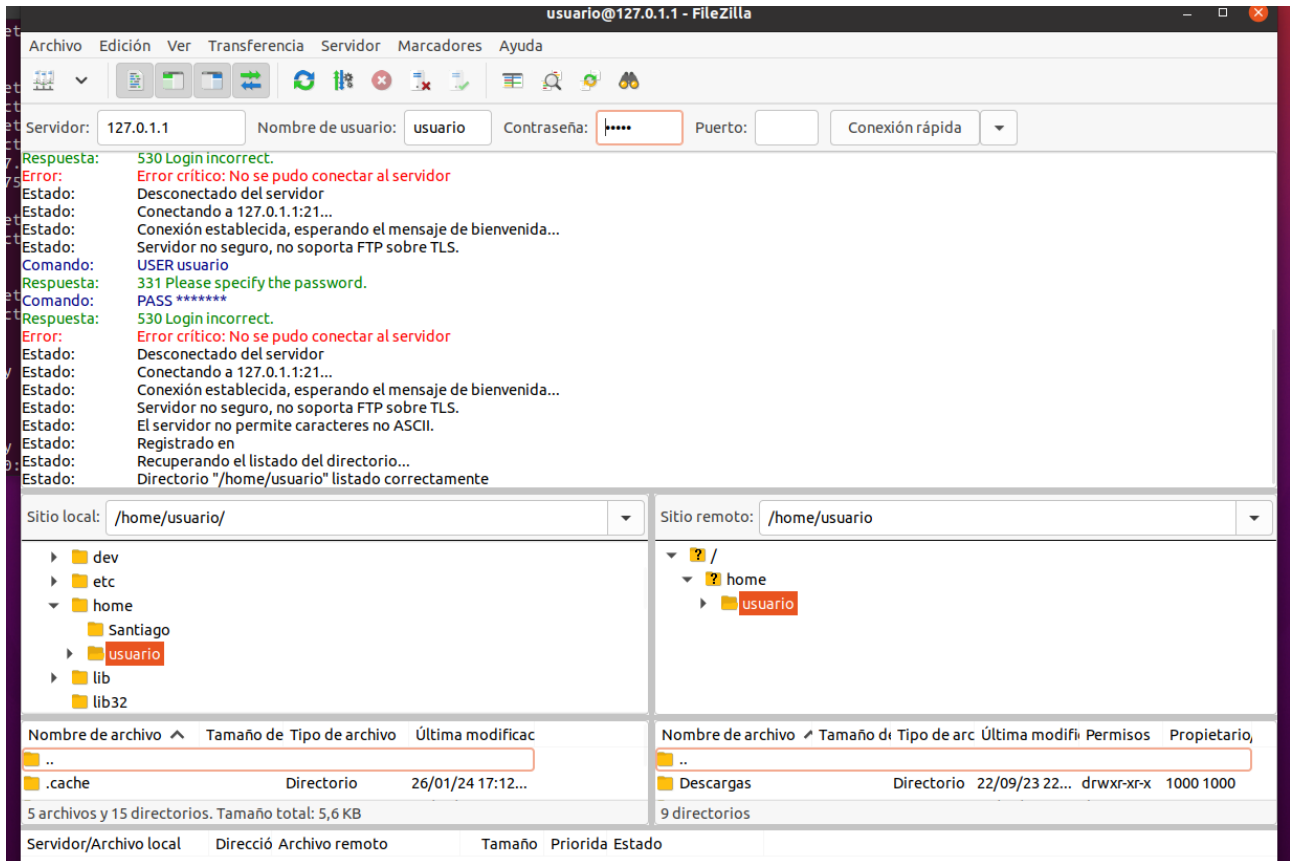 usuario@127.0.1.1 - FileZilla
Archivo Edición Ver Transferencia Servidor Marcadores Ayuda
Servidor: 127.0.1.1 Nombre de usuario: usuario Contraseña: ••••• Puerto: Conexión rápida
Respuesta: 530 Login incorrect.
Error: Error crítico: No se pudo conectar al servidor
Estado: Desconectado del servidor
Estado: Conectando a 127.0.1.1:21...
Estado: Conexión establecida, esperando el mensaje de bienvenida...
Estado: Servidor no seguro, no soporta FTP sobre TLS.
Comando: USER usuario
Respuesta: 331 Please specify the password.
Comando: PASS *******
Respuesta: 530 Login incorrect.
Error: Error crítico: No se pudo conectar al servidor
Estado: Desconectado del servidor
Estado: Conectando a 127.0.1.1:21...
Estado: Conexión establecida, esperando el mensaje de bienvenida...
Estado: Servidor no seguro, no soporta FTP sobre TLS.
Estado: El servidor no permite caracteres no ASCII.
Estado: Registrado en
Estado: Recuperando el listado del directorio...
Estado: Directorio "/home/usuario" listado correctamente
Sitio local: /home/usuario/ Sitio remoto: /home/usuario
dev ? /
etc ? home
home usuario
Santiago
usuario
lib
lib32
Nombre de archivo Tamaño de Tipo de archivo Última modificac Nombre de archivo Tamaño de Tipo de arc Última modifi Permisos Propietario/
.. ..
.cache Directorio 26/01/24 17:12... Descargas Directorio 22/09/23 22... drwxr-xr-x 1000 1000
5 archivos y 15 directorios. Tamaño total: 5,6 KB 9 directorios
Servidor/Archivo local Direcció Archivo remoto Tamaño Priorida Estado